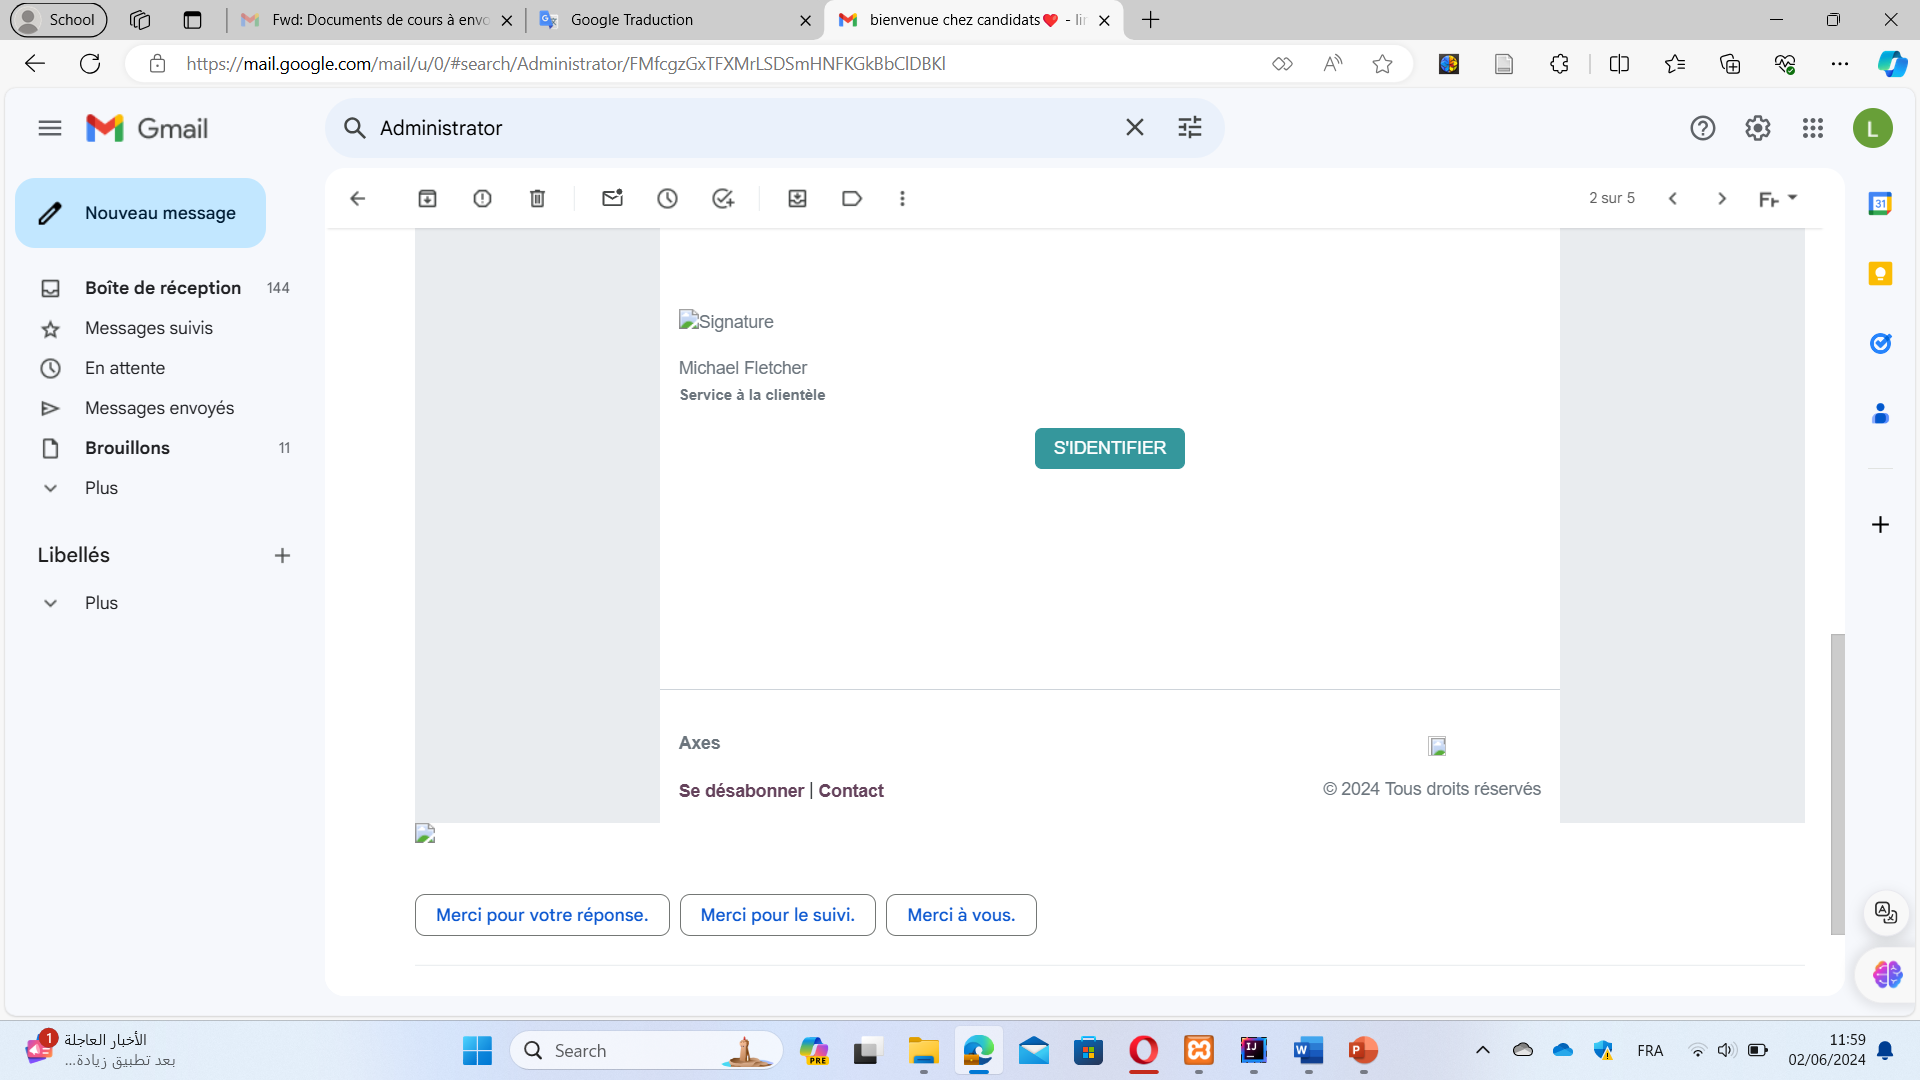 School
Fwd: Documents de cours à envo
Google Traduction
bienvenue chez candidats❤️ - lir
https://mail.google.com/mail/u/0/#search/Administrator/FMfcgzGxTFXMrLSDSmHNFKGkBbClDBKl
Gmail
Administrator
Nouveau message
2 sur 5
Boîte de réception 144
Messages suivis
En attente
Messages envoyés
Brouillons 11
Plus
Libellés
Plus
Signature
Michael Fletcher
Service à la clientèle
S'IDENTIFIER
Axes
Se désabonner | Contact
© 2024 Tous droits réservés
Merci pour votre réponse.
Merci pour le suivi.
Merci à vous.
L
31
1
الأخبار العاجلة
بعد تطبيق زيادة...
Search
PRE
FRA
11:59
02/06/2024